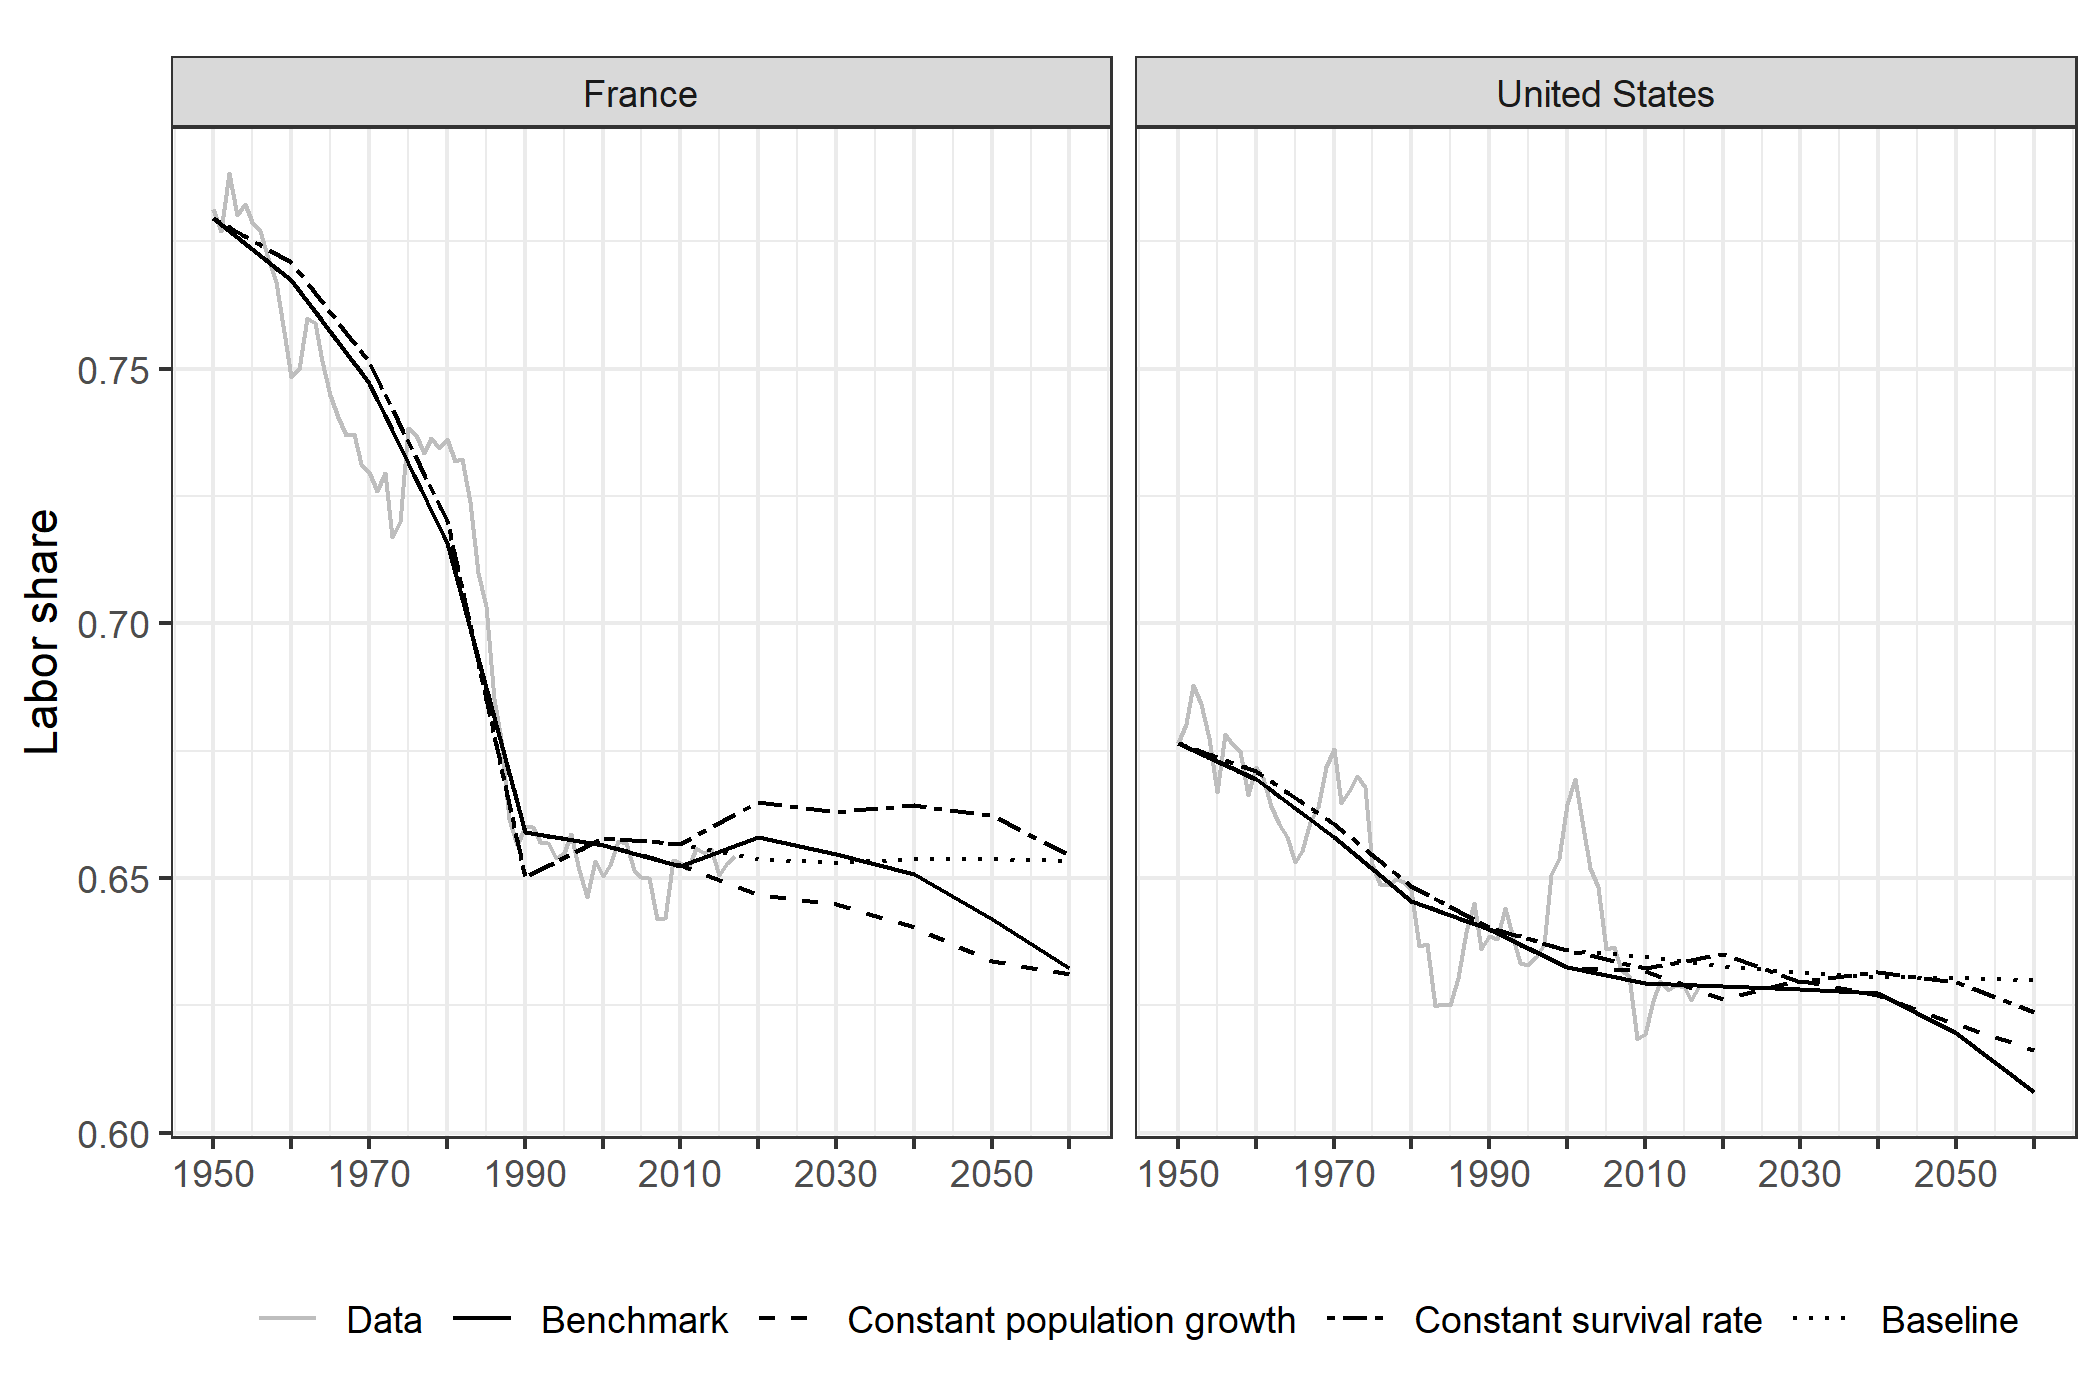 France
United States
Labor share
0.75
0.70
0.65
0.60
1950 1970 1990 2010 2030 2050
1950 1970 1990 2010 2030 2050
Data Benchmark Constant population growth Constant survival rate Baseline